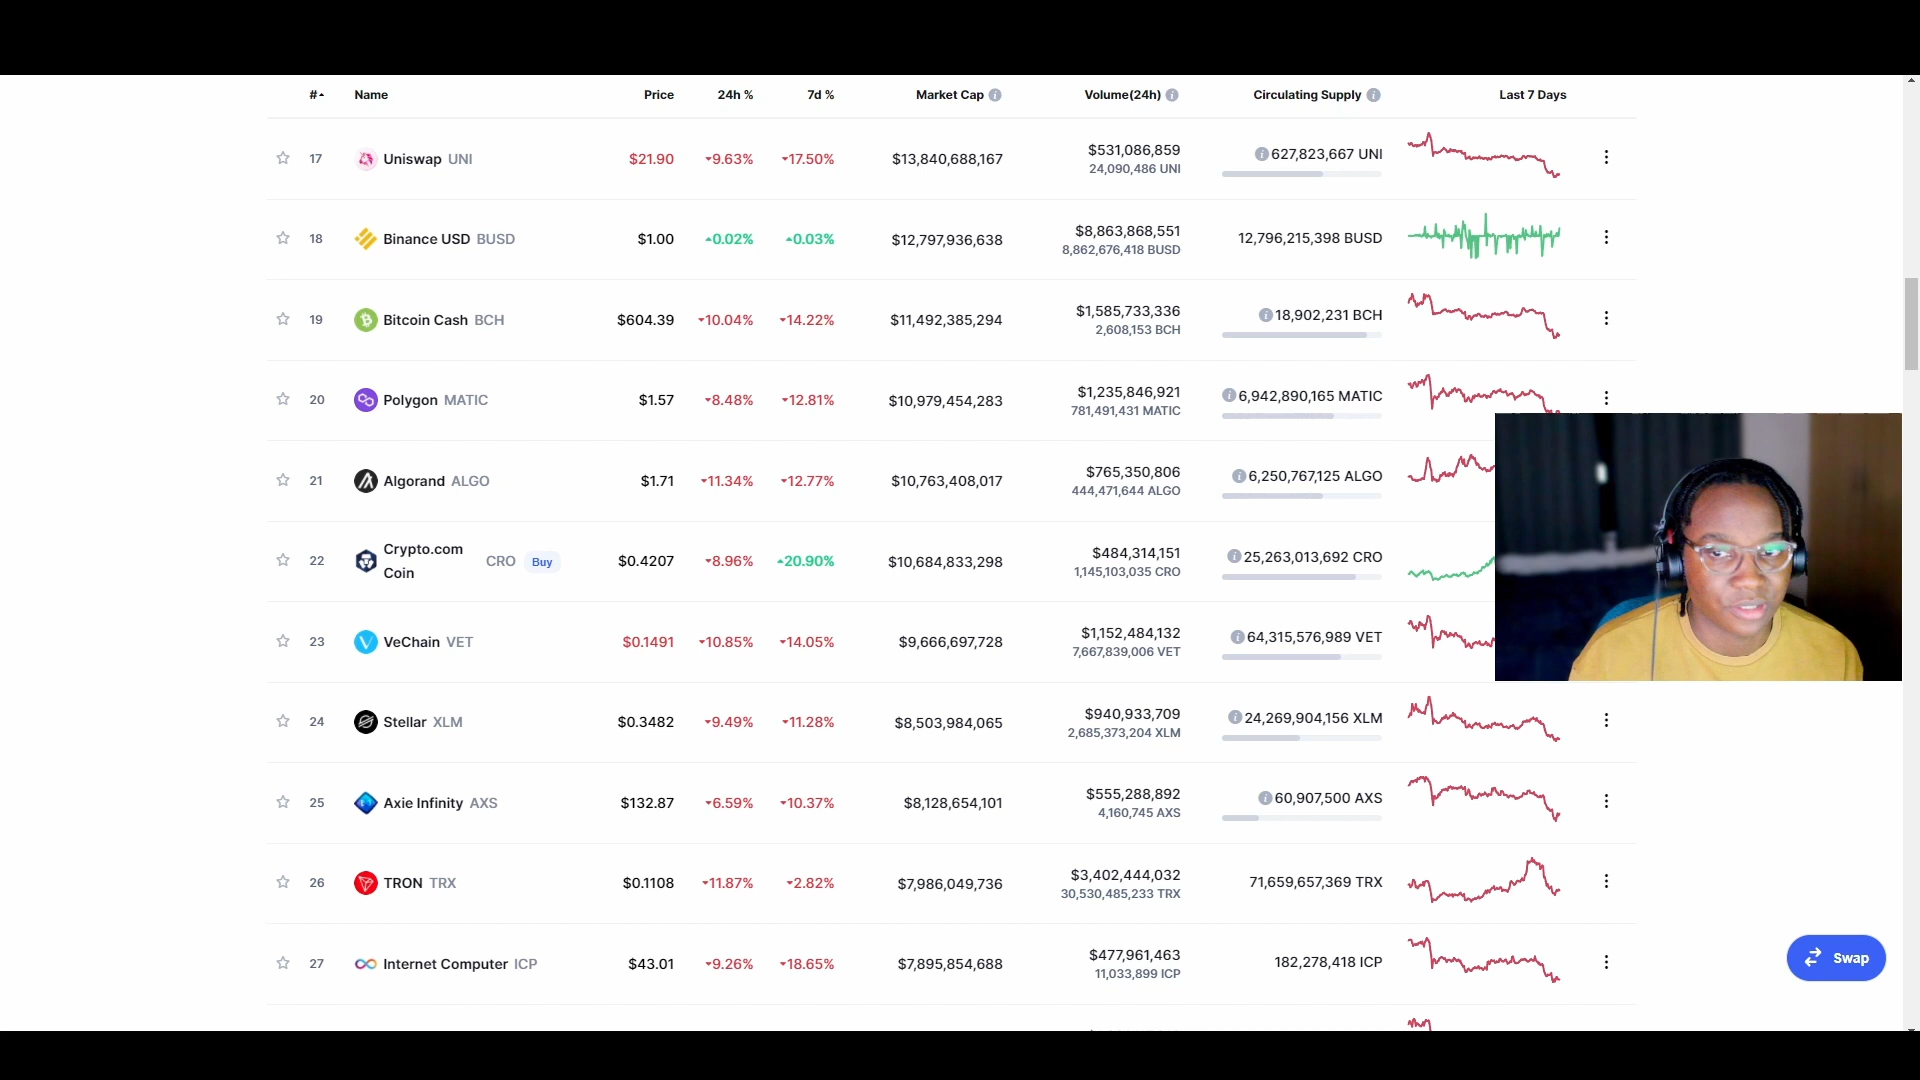 # Name Price 24h % 7d % Market Cap Volume(24h) Circulating Supply Last 7 Days
17 Uniswap UNI $21.90 9.63% 17.50% $13,840,688,167 $531,086,859 627,823,667 UNI
24,090,486 UNI
18 Binance USD BUSD $1.00 0.02% 0.03% $12,797,936,638 $8,863,868,551 12,796,215,398 BUSD
8,862,676,418 BUSD
19 Bitcoin Cash BCH $604.39 10.04% 14.22% $11,492,385,294 $1,585,733,336 18,902,231 BCH
2,608,153 BCH
20 Polygon MATIC $1.57 8.48% 12.81% $10,979,454,283 $1,235,846,921 6,942,890,165 MATIC
781,491,431 MATIC
21 Algorand ALGO $1.71 11.34% 12.77% $10,763,408,017 $765,350,806 6,250,767,125 ALGO
444,471,644 ALGO
22 Crypto.com Coin CRO Buy $0.4207 8.96% 20.90% $10,684,833,298 $484,314,151 25,263,013,692 CRO
1,145,103,035 CRO
23 VeChain VET $0.1491 10.85% 14.05% $9,666,697,728 $1,152,484,132 64,315,576,989 VET
7,667,839,006 VET
24 Stellar XLM $0.3482 9.49% 11.28% $8,503,984,065 $940,933,709 24,269,904,156 XLM
2,685,373,204 XLM
25 Axie Infinity AXS $132.87 6.59% 10.37% $8,128,654,101 $555,288,892 60,907,500 AXS
4,160,745 AXS
26 TRON TRX $0.1108 11.87% 2.82% $7,986,049,736 $3,402,444,032 71,659,657,369 TRX
30,530,485,233 TRX
27 Internet Computer ICP $43.01 9.26% 18.65% $7,895,854,688 $477,961,463 182,278,418 ICP
11,033,899 ICP
Swap